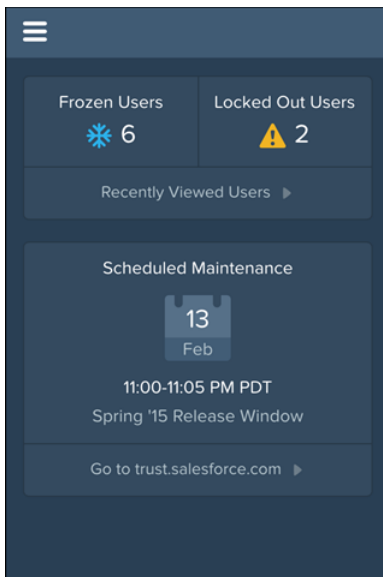 Frozen Users
6
Locked Out Users
2
Recently Viewed Users
Scheduled Maintenance
13
Feb
11:00-11:05 PM PDT
Spring '15 Release Window
Go to trust.salesforce.com